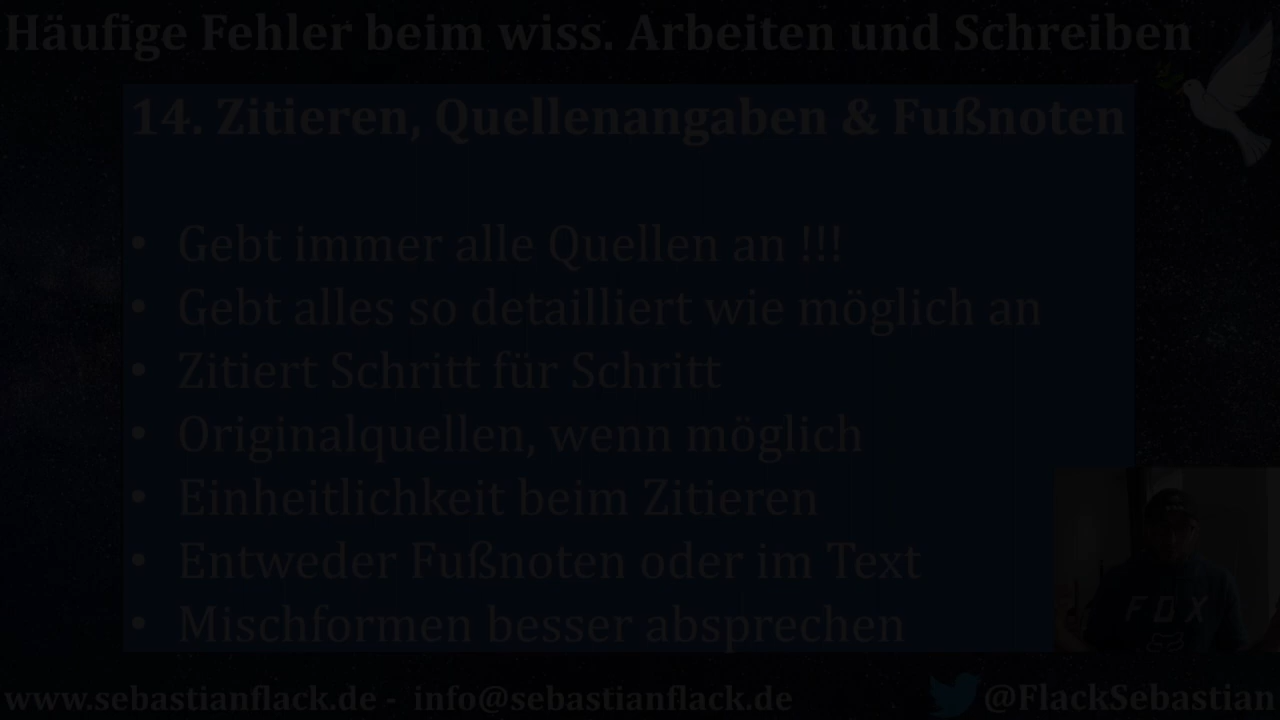 Häufige Fehler beim wiss. Arbeiten und Schreiben
14. Zitieren, Quellenangaben & Fußnoten
• Gebt immer alle Quellen an !!!
• Gebt alles so detailliert wie möglich an
• Zitiert Schritt für Schritt
• Originalquellen, wenn möglich
• Einheitlichkeit beim Zitieren
• Entweder Fußnoten oder im Text
• Mischformen besser absprechen
FOX
www.sebastianflack.de - info@sebastianflack.de
@FlackSebastian